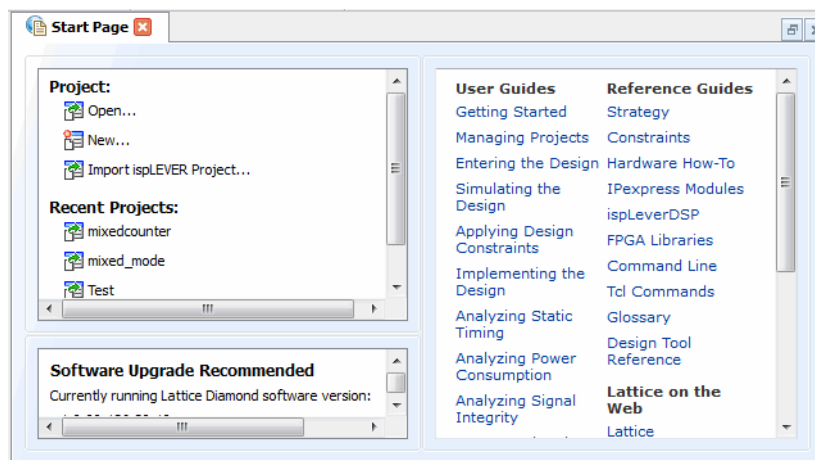 Start Page
Project:
Open...
New...
Import ispLEVER Project...
Recent Projects:
mixedcounter
mixed_mode
Test
Software Upgrade Recommended
Currently running Lattice Diamond software version:
User Guides
Getting Started
Managing Projects
Entering the Design
Simulating the
Design
Applying Design
Constraints
Implementing the
Design
Analyzing Static
Timing
Analyzing Power
Consumption
Analyzing Signal
Integrity
Reference Guides
Strategy
Constraints
Hardware How-To
IPexpress Modules
ispLeverDSP
FPGA Libraries
Command Line
Tcl Commands
Glossary
Design Tool
Reference
Lattice on the
Web
Lattice